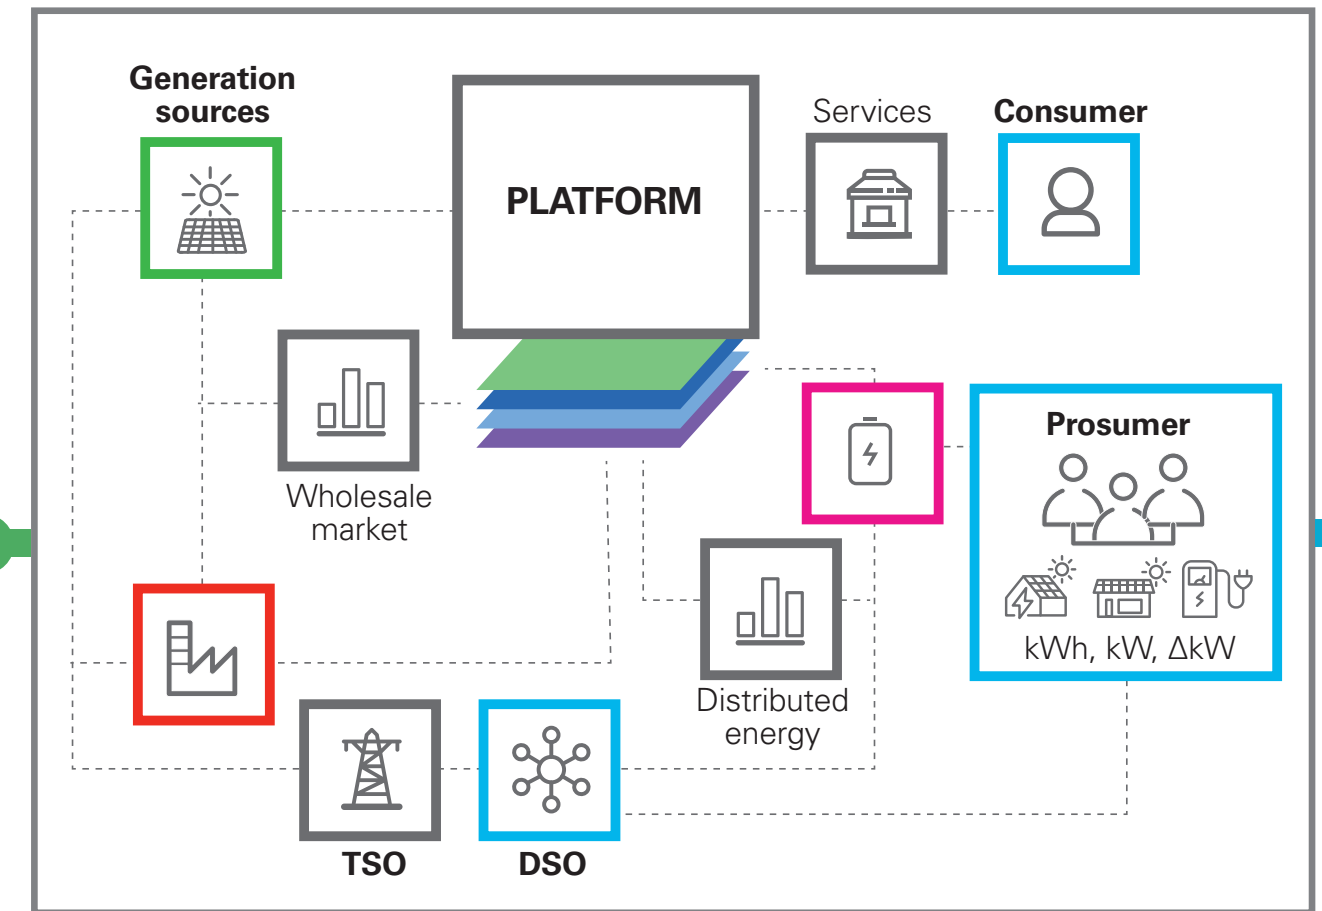 Generation
sources
PLATFORM
Services
Consumer
Wholesale
market
Prosumer
kWh, kW, ΔkW
Distributed
energy
TSO
DSO